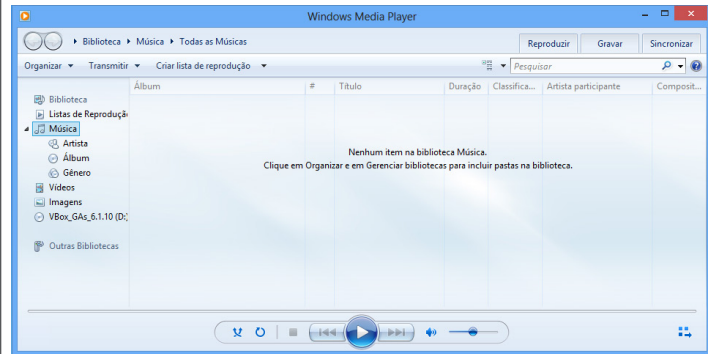 Windows Media Player
Biblioteca Música Todas as Músicas
Reproduzir Gravar Sincronizar
Organizar Transmitir Criar lista de reprodução Pesquisar
Álbum # Título Duração Classifica... Artista participante Composit...
Biblioteca
Listas de Reproduçã
Música
Artista
Álbum
Gênero
Vídeos
Imagens
VBox_GAs_6.1.10 (D:)
Outras Bibliotecas
Nenhum item na biblioteca Música.
Clique em Organizar e em Gerenciar bibliotecas para incluir pastas na biblioteca.